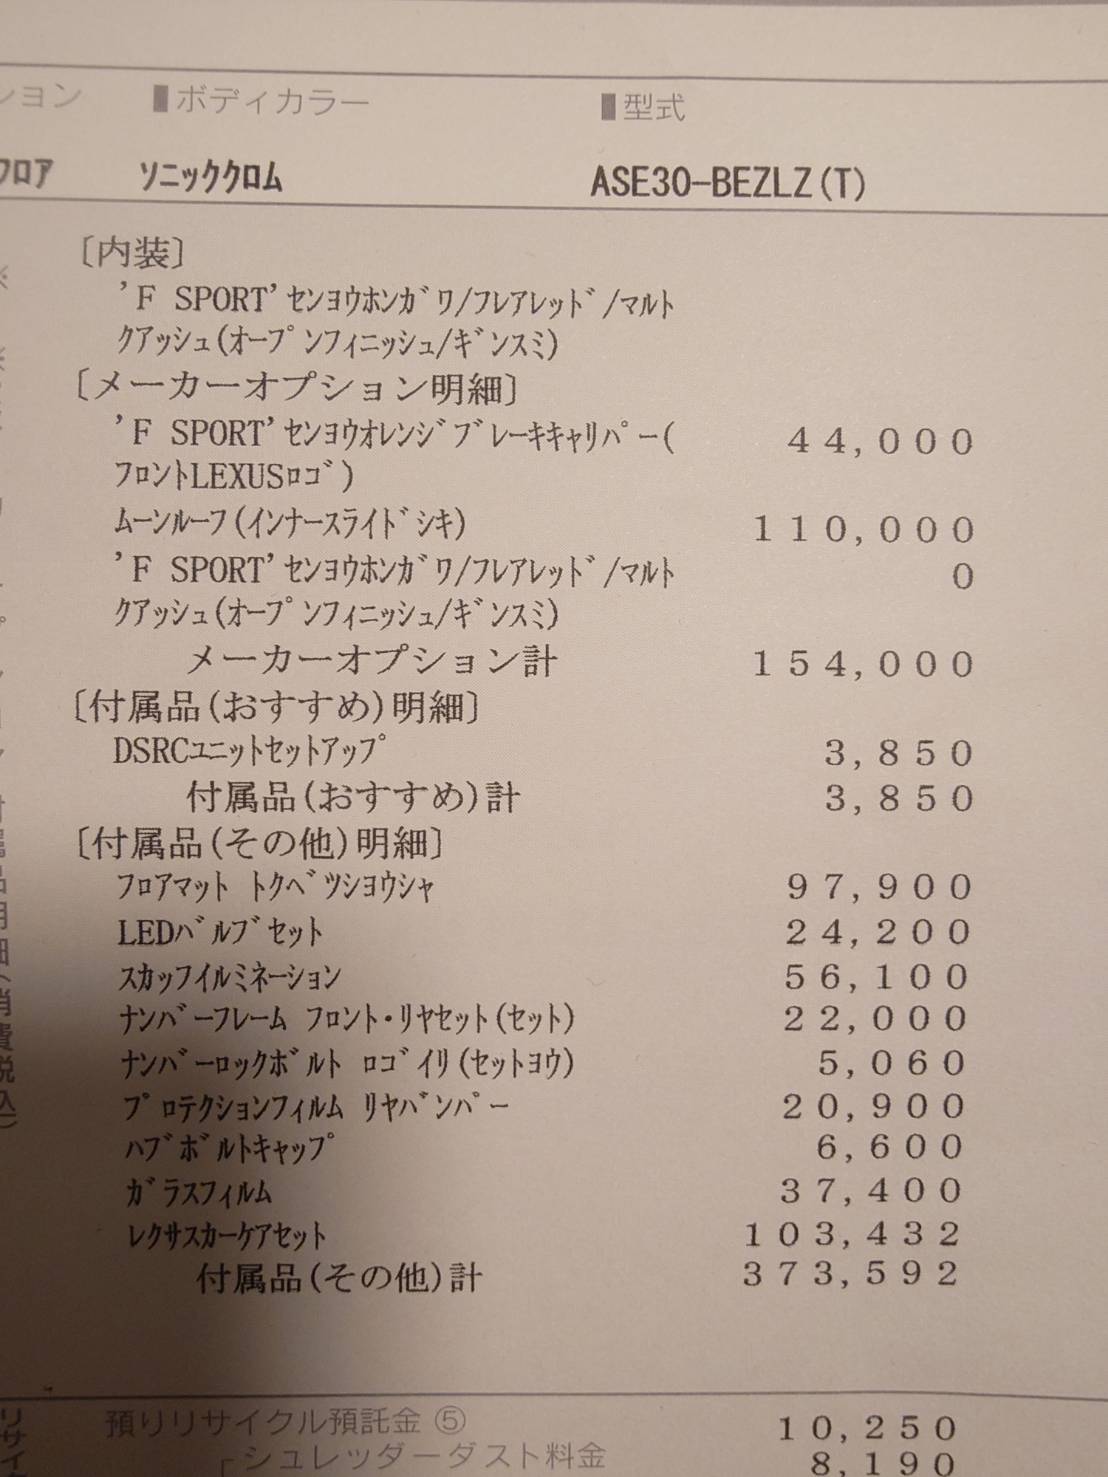 ション ▮ボディカラー ▮型式
フロア ソニッククロム ASE30-BEZLZ(T)
〔内装〕
'F SPORT'センヨウホンガワ/フレアレッド/マルト
クアッシュ(オープンフィニッシュ/ギンスミ)
〔メーカーオプション明細〕
'F SPORT'センヨウオレンジブレーキキャリパー( 44,000
フロントLEXUSロゴ)
ムーンルーフ(インナースライドシキ) 110,000
'F SPORT'センヨウホンガワ/フレアレッド/マルト 0
クアッシュ(オープンフィニッシュ/ギンスミ)
メーカーオプション計 154,000
〔付属品(おすすめ)明細〕
DSRCユニットセットアップ 3,850
付属品(おすすめ)計 3,850
〔付属品(その他)明細〕
フロアマット トクベツショウシャ 97,900
LEDバルブセット 24,200
スカッフイルミネーション 56,100
ナンバーフレーム フロント・リヤセット(セット) 22,000
ナンバーロックボルト ロゴイリ(セットヨウ) 5,060
プロテクションフィルム リヤバンパー 20,900
ハブボルトキャップ 6,600
ガラスフィルム 37,400
レクサスカーケアセット 103,432
付属品(その他)計 373,592
預りリサイクル預託金 ⑤ 10,250
シュレッダーダスト料金 8,190
付属品明細(消費税込)
リサイ